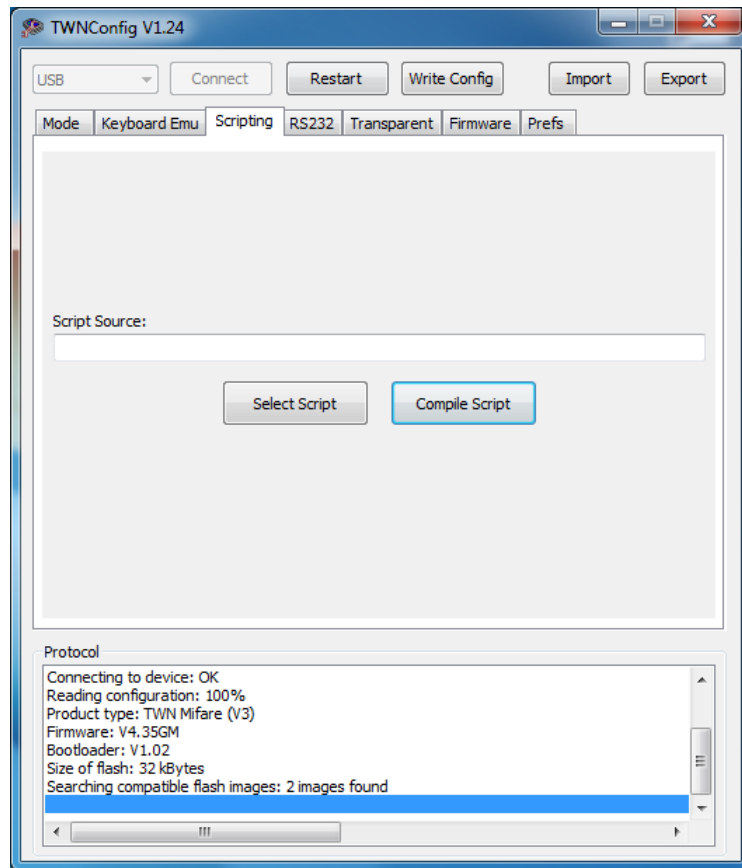 TWNConfig V1.24
USB Connect Restart Write Config Import Export
Mode Keyboard Emu Scripting RS232 Transparent Firmware Prefs
Script Source:
Select Script Compile Script
Protocol
Connecting to device: OK
Reading configuration: 100%
Product type: TWN Mifare (V3)
Firmware: V4.35GM
Bootloader: V1.02
Size of flash: 32 kBytes
Searching compatible flash images: 2 images found